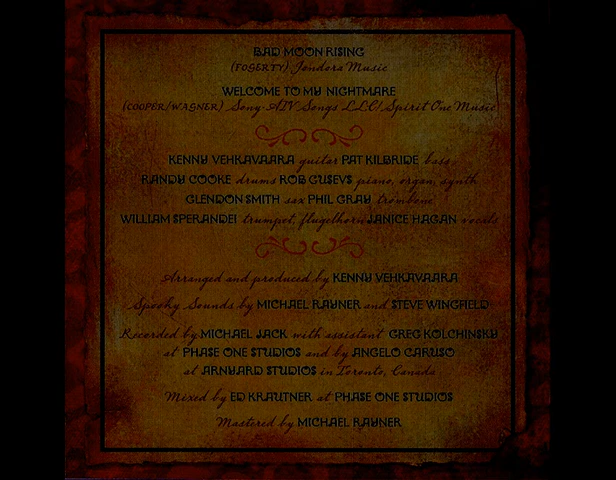 BAD MOON RISING
(FOGERTY) Jondora Music
WELCOME TO MY NIGHTMARE
(COOPER/WAGNER) Sony-ATV Songs LLC/Spirit One Music
KENNY VEHKAVAARA guitar PAT KILBRIDE bass
RANDY COOKE drums ROB GUSEVS piano, organ, synth
GLENDON SMITH sax PHIL GRAY trombone
WILLIAM SPERANDEI trumpet, flugelhorn JANICE HAGAN vocals
Arranged and produced by KENNY VEHKAVAARA
Spooky Sounds by MICHAEL RAYNER and STEVE WINGFIELD
Recorded by MICHAEL JACK with assistant GREG KOLCHINSKY
at PHASE ONE STUDIOS and by ANGELO CARUSO
at ARNYARD STUDIOS in Toronto, Canada
Mixed by ED KRAUTNER at PHASE ONE STUDIOS
Mastered by MICHAEL RAYNER